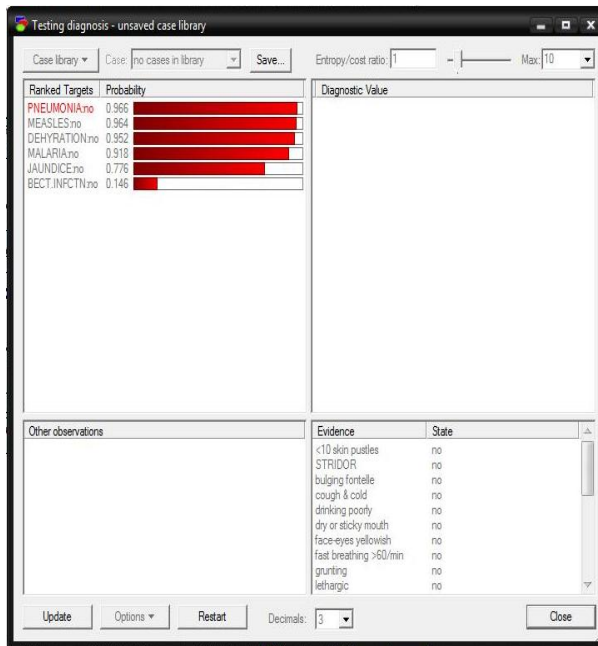 Testing diagnosis - unsaved case library
Case library Case: no cases in library Save... Entropy/cost ratio: 1 Max: 10
Ranked Targets Probability
PNEUMONIA:no 0.966
MEASLES:no 0.964
DEHYRATION:no 0.952
MALARIA:no 0.918
JAUNDICE:no 0.776
BECT.INFCTN:no 0.146
Diagnostic Value
Other observations
Evidence State
<10 skin pustles no
STRIDOR no
bulging fontelle no
cough & cold no
drinking poorly no
dry or sticky mouth no
face-eyes yellowish no
fast breathing >60/min no
grunting no
lethargic no
Update Options Restart Decimals: 3 Close